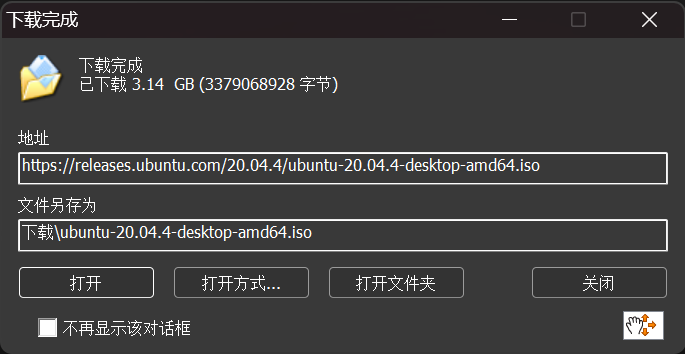 下载完成
下载完成
已下载 3.14  GB (3379068928 字节)
地址
https://releases.ubuntu.com/20.04.4/ubuntu-20.04.4-desktop-amd64.iso
文件另存为
下载\ubuntu-20.04.4-desktop-amd64.iso
打开 打开方式... 打开文件夹 关闭
不再显示该对话框